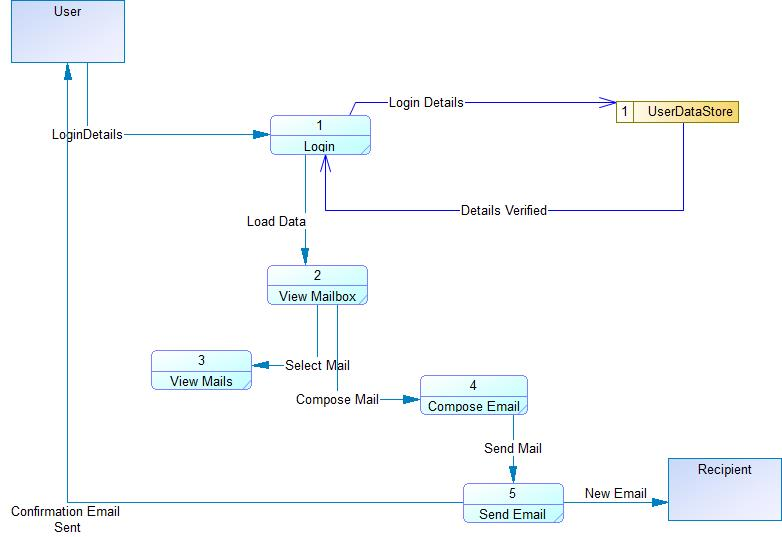 User
Login Details
1
UserDataStore
LoginDetails
1
Login
Details Verified
Load Data
2
View Mailbox
3
View Mails
Select Mail
Compose Mail
4
Compose Email
Send Mail
Recipient
5
Send Email
New Email
Confirmation Email
Sent